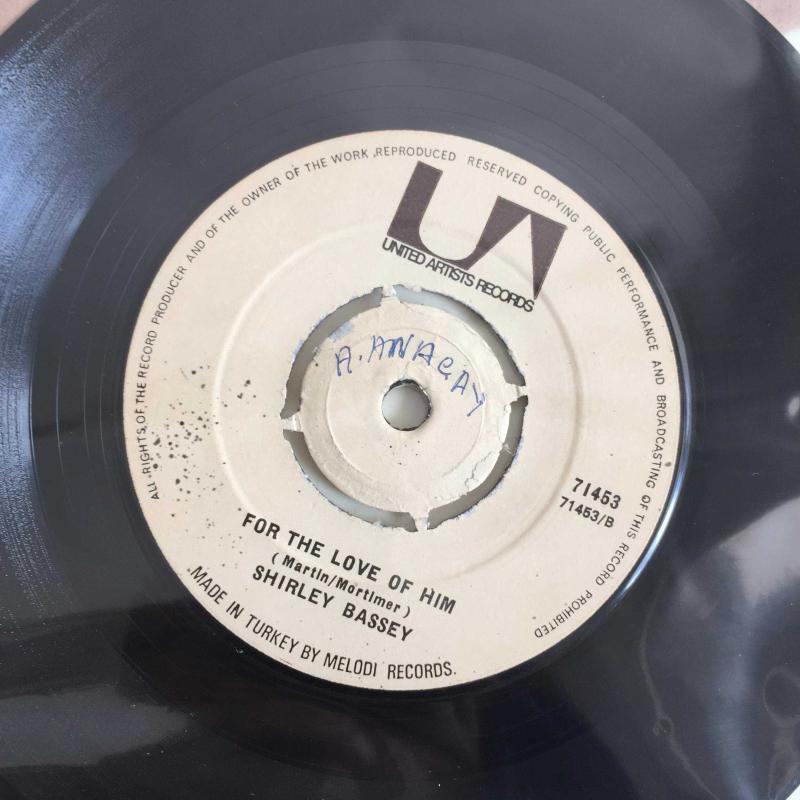 ALL RIGHTS OF THE RECORD PRODUCER AND OF THE OWNER OF THE WORK REPRODUCED RESERVED COPYING PUBLIC PERFORMANCE AND BROADCASTING OF THIS RECORD PROHIBITED
UA
UNITED ARTISTS RECORDS
A. ANAGAY
71453
71453/B
FOR THE LOVE OF HIM
(Martin/Mortimer)
SHIRLEY BASSEY
MADE IN TURKEY BY MELODI RECORDS.